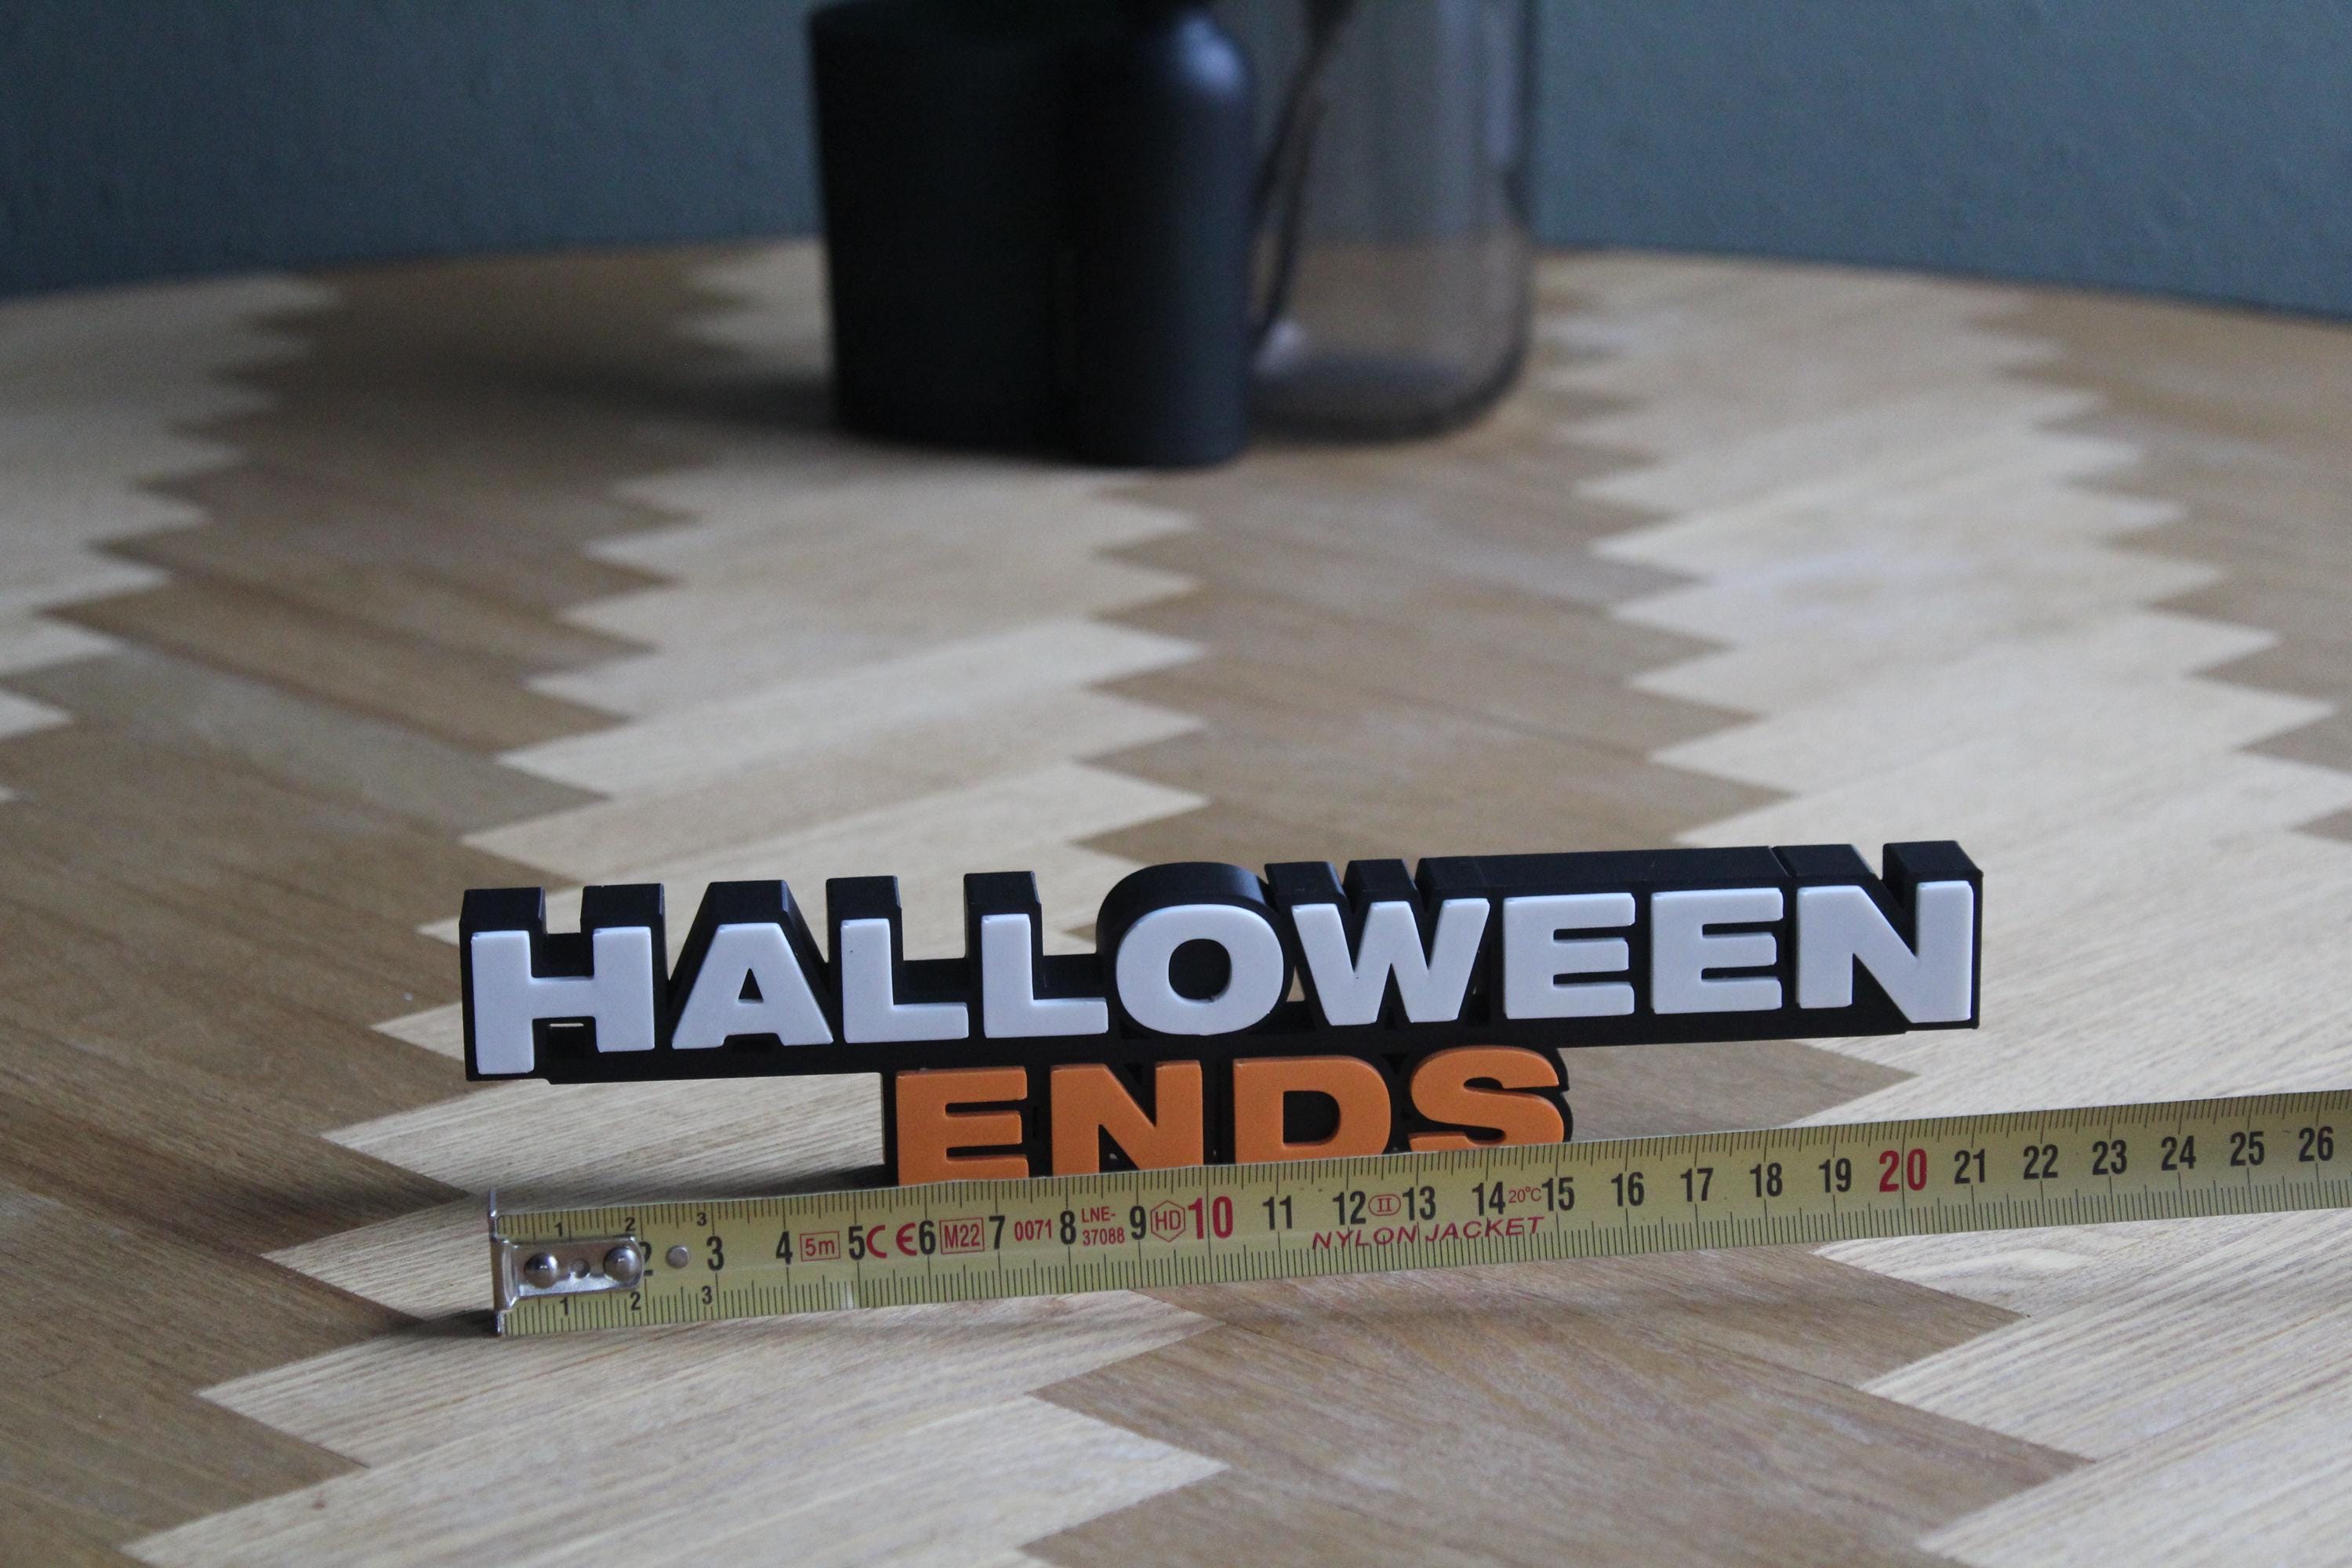 HALLOWEEN
ENDS
1 2 3
2 3 4 5m 5 CE 6 M22 7 0071 8 LNE-37088 9 HD 10 11 12 II 13 14 20°C 15 16 17 18 19 20 21 22 23 24 25 26
NYLON JACKET
1 2 3